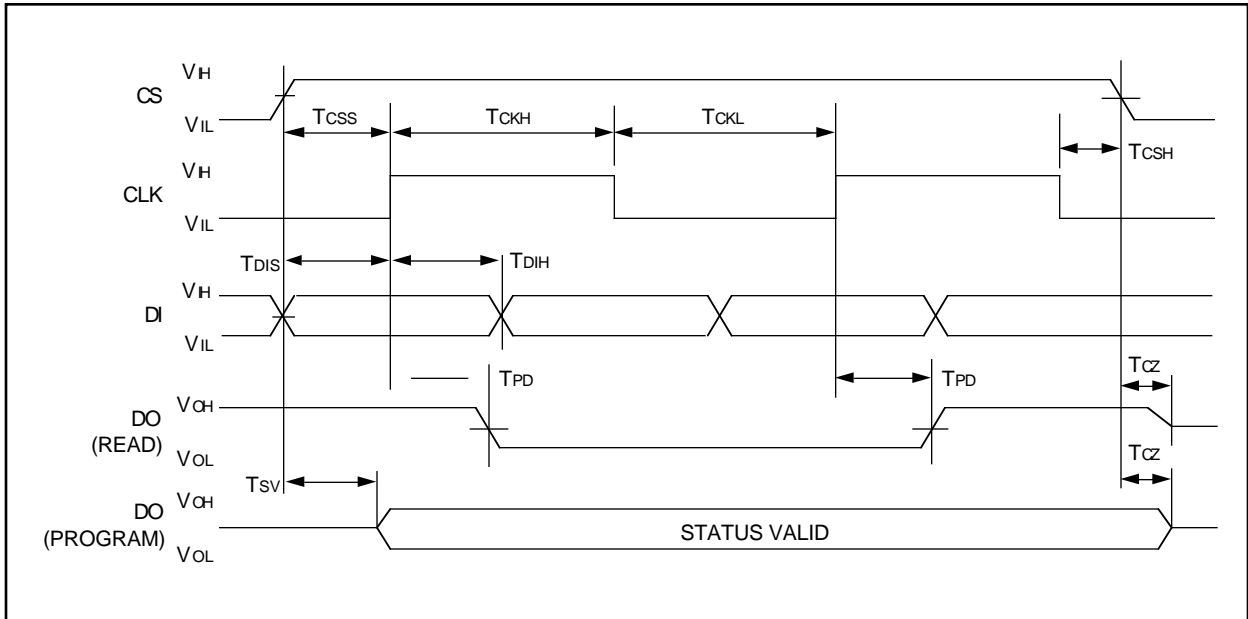 VIH
CS
VIL
TCSS
TCKH
TCKL
TCSH
VIH
CLK
VIL
TDIS
TDIH
VIH
DI
VIL
TPD
TPD
TCZ
VOH
DO
(READ)
VOL
TCZ
TSV
VOH
DO
(PROGRAM)
VOL
STATUS VALID